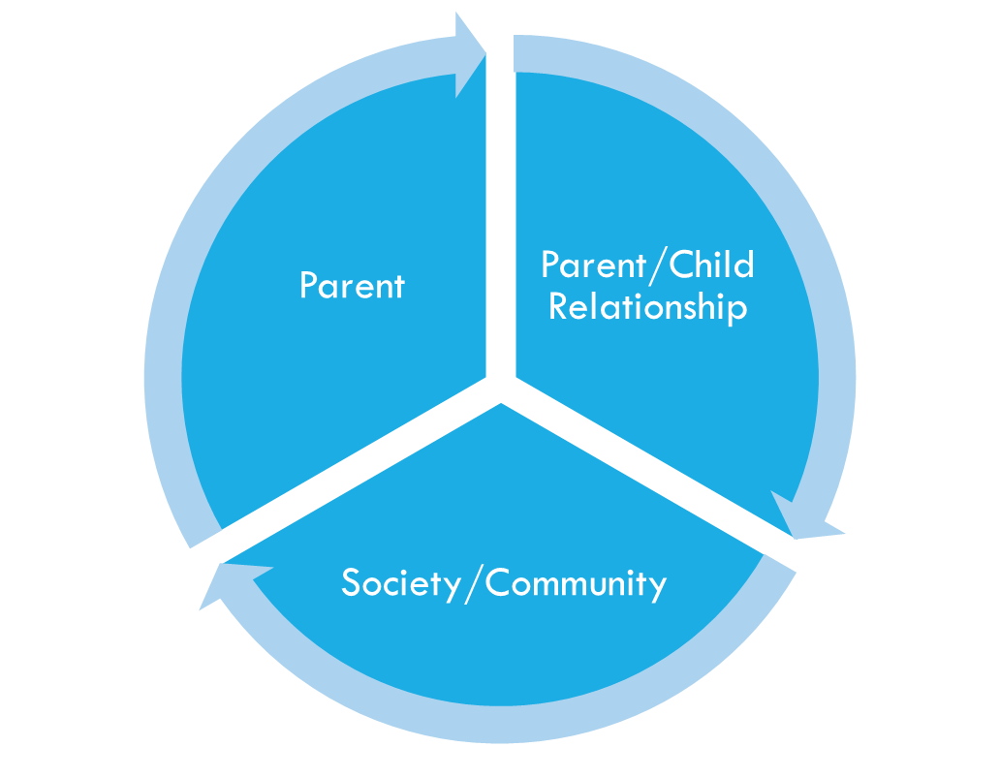 Parent
Parent/Child
Relationship
Society/Community